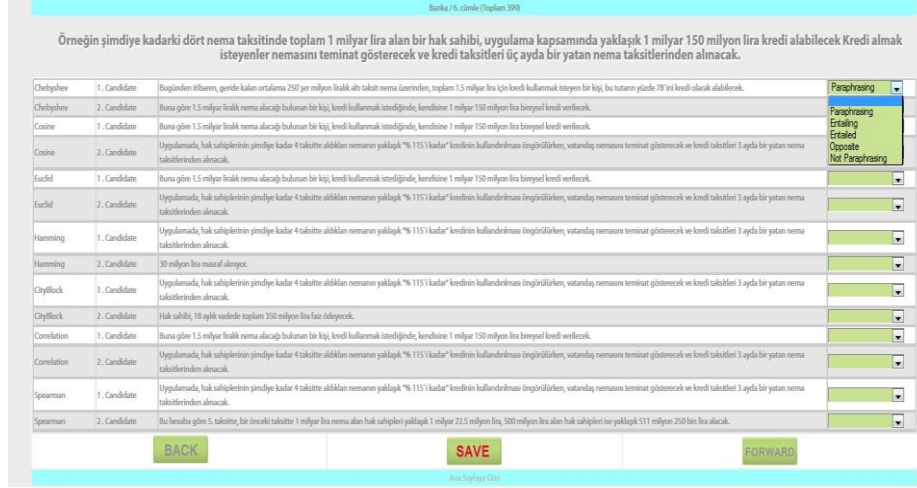 Banka / 6. cümle (Toplam 399)
Örneğin şimdiye kadarki dört nema taksitinde toplam 1 milyar lira alan bir hak sahibi, uygulama kapsamında yaklaşık 1 milyar 150 milyon lira kredi alabilecek Kredi almak
isteyenler nemasını teminat gösterecek ve kredi taksitleri üç ayda bir yatan nema taksitlerinden alınacak.
Chebyshev 1. Candidate Bugünden itibaren, geride kalan ortalama 250'şer milyon liralık altı taksit nema üzerinden, toplam 1.5 milyar lira için kredi kullanmak isteyen bir kişi, bu tutarın yüzde 78'ini kredi olarak alabilecek. Paraphrasing
Chebyshev 2. Candidate Buna göre 1.5 milyar liralık nema alacağı bulunan bir kişi, kredi kullanmak istediğinde, kendisine 1 milyar 150 milyon lira bireysel kredi verilecek.
Paraphrasing
Cosine 1. Candidate Buna göre 1.5 milyar liralık nema alacağı bulunan bir kişi, kredi kullanmak istediğinde, kendisine 1 milyar 150 milyon lira bireysel kredi verilecek.
Entailing
Entailed
Cosine 2. Candidate Uygulamada, hak sahiplerinin şimdiye kadar 4 taksitte aldıkları nemanın yaklaşık "% 115'i kadar" kredinin kullandırılması öngörülürken, vatandaş nemasını teminat gösterecek ve kredi taksitleri 3 ayda bir yatan nema
taksitlerinden alınacak.
Opposite
Not Paraphrasing
Euclid 1. Candidate Buna göre 1.5 milyar liralık nema alacağı bulunan bir kişi, kredi kullanmak istediğinde, kendisine 1 milyar 150 milyon lira bireysel kredi verilecek.
Euclid 2. Candidate Uygulamada, hak sahiplerinin şimdiye kadar 4 taksitte aldıkları nemanın yaklaşık "% 115'i kadar" kredinin kullandırılması öngörülürken, vatandaş nemasını teminat gösterecek ve kredi taksitleri 3 ayda bir yatan nema
taksitlerinden alınacak.
Hamming 1. Candidate Uygulamada, hak sahiplerinin şimdiye kadar 4 taksitte aldıkları nemanın yaklaşık "% 115'i kadar" kredinin kullandırılması öngörülürken, vatandaş nemasını teminat gösterecek ve kredi taksitleri 3 ayda bir yatan nema
taksitlerinden alınacak.
Hamming 2. Candidate 30 milyon lira masraf alınıyor.
CityBlock 1. Candidate Uygulamada, hak sahiplerinin şimdiye kadar 4 taksitte aldıkları nemanın yaklaşık "% 115'i kadar" kredinin kullandırılması öngörülürken, vatandaş nemasını teminat gösterecek ve kredi taksitleri 3 ayda bir yatan nema
taksitlerinden alınacak.
CityBlock 2. Candidate Hak sahibi, 18 aylık vadede toplam 350 milyon lira faiz ödeyecek.
Correlation 1. Candidate Buna göre 1.5 milyar liralık nema alacağı bulunan bir kişi, kredi kullanmak istediğinde, kendisine 1 milyar 150 milyon lira bireysel kredi verilecek.
Correlation 2. Candidate Uygulamada, hak sahiplerinin şimdiye kadar 4 taksitte aldıkları nemanın yaklaşık "% 115'i kadar" kredinin kullandırılması öngörülürken, vatandaş nemasını teminat gösterecek ve kredi taksitleri 3 ayda bir yatan nema
taksitlerinden alınacak.
Spearman 1. Candidate Uygulamada, hak sahiplerinin şimdiye kadar 4 taksitte aldıkları nemanın yaklaşık "% 115'i kadar" kredinin kullandırılması öngörülürken, vatandaş nemasını teminat gösterecek ve kredi taksitleri 3 ayda bir yatan nema
taksitlerinden alınacak.
Spearman 2. Candidate Bu hesaba göre 5. taksitte, bir önceki taksitte 1 milyar lira nema alan hak sahipleri yaklaşık 1 milyar 22.5 milyon lira, 500 milyon lira alan hak sahipleri ise yaklaşık 511 milyon 250 bin lira alacak.
BACK SAVE FORWARD
Ana Sayfaya Dön